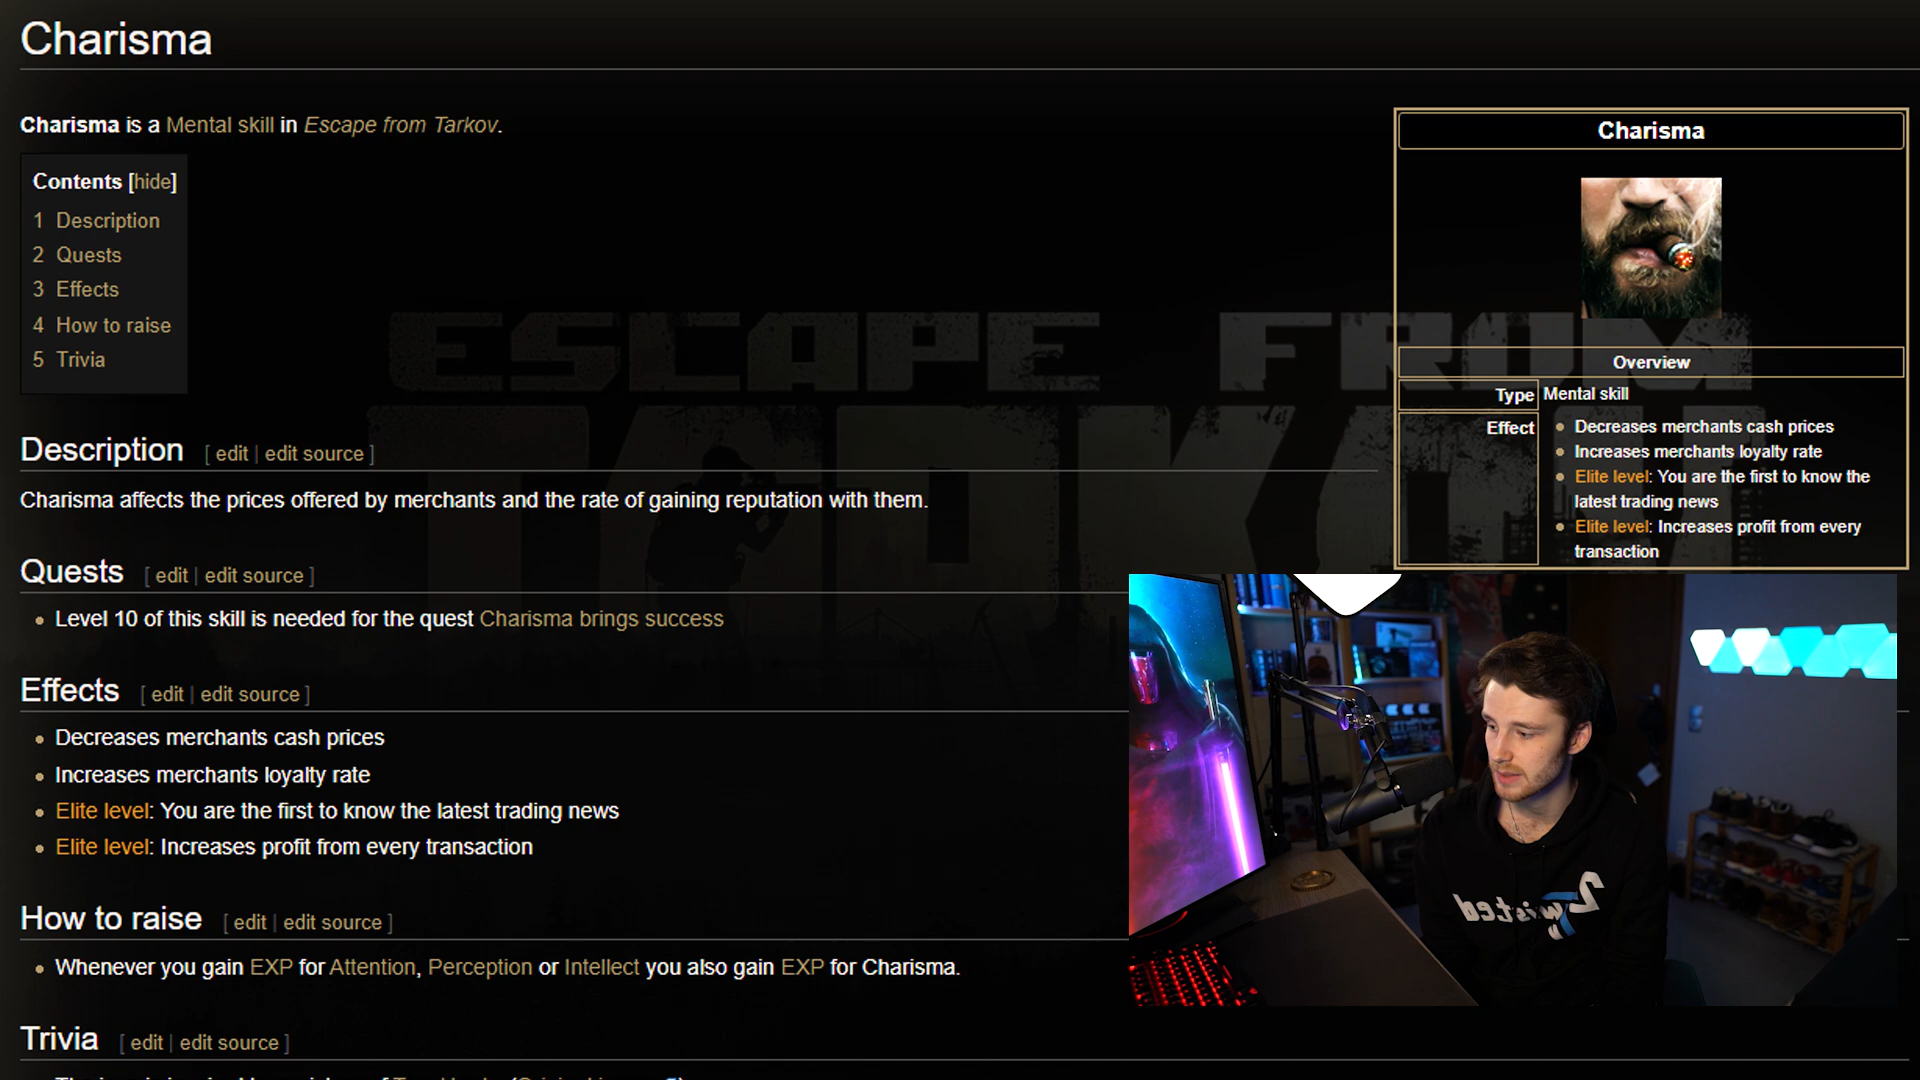 Charisma
Charisma is a Mental skill in Escape from Tarkov.
Contents [hide]
1 Description
2 Quests
3 Effects
4 How to raise
5 Trivia
Charisma
Overview
Type Mental skill
Effect
Decreases merchants cash prices
Increases merchants loyalty rate
Elite level: You are the first to know the
latest trading news
Elite level: Increases profit from every
transaction
ESCAPE FROM
TARKOV
Description [ edit | edit source ]
Charisma affects the prices offered by merchants and the rate of gaining reputation with them.
Quests [ edit | edit source ]
Level 10 of this skill is needed for the quest Charisma brings success
Effects [ edit | edit source ]
Decreases merchants cash prices
Increases merchants loyalty rate
Elite level: You are the first to know the latest trading news
Elite level: Increases profit from every transaction
How to raise [ edit | edit source ]
Whenever you gain EXP for Attention, Perception or Intellect you also gain EXP for Charisma.
Trivia [ edit | edit source ]
Twisted